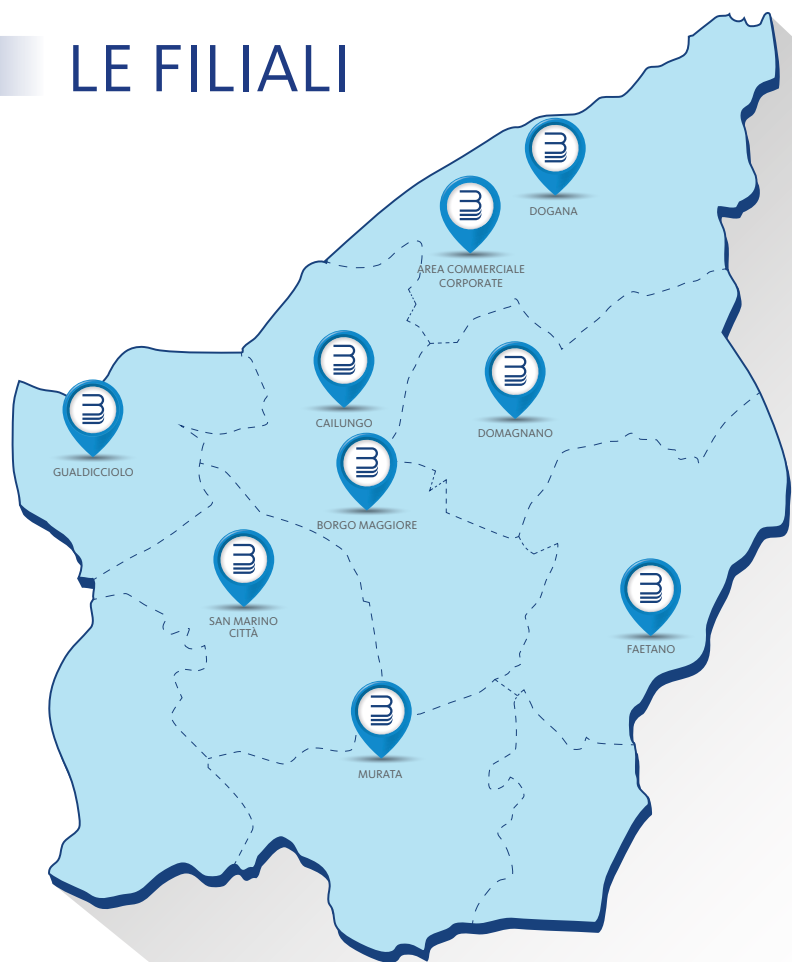 LE FILIALI
DOGANA
AREA COMMERCIALE
CORPORATE
CAILUNGO
DOMAGNANO
GUALDICCIOLO
BORGO MAGGIORE
SAN MARINO
CITTÀ
FAETANO
MURATA